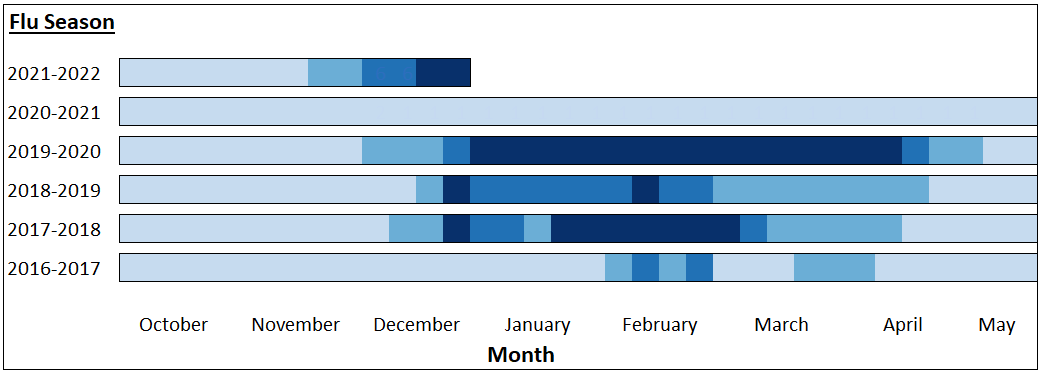 Flu Season
2021-2022
2020-2021
2019-2020
2018-2019
2017-2018
2016-2017
October November December January February March April May
Month